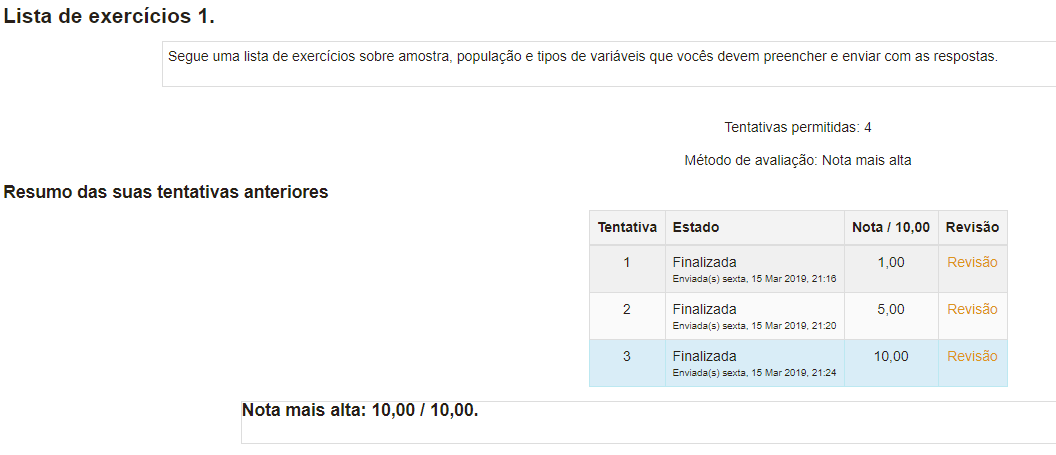 Lista de exercícios 1.
Segue uma lista de exercícios sobre amostra, população e tipos de variáveis que vocês devem preencher e enviar com as respostas.
Tentativas permitidas: 4
Método de avaliação: Nota mais alta
Resumo das suas tentativas anteriores
Tentativa Estado Nota / 10,00 Revisão
1 Finalizada 1,00 Revisão
Enviada(s) sexta, 15 Mar 2019, 21:16
2 Finalizada 5,00 Revisão
Enviada(s) sexta, 15 Mar 2019, 21:20
3 Finalizada 10,00 Revisão
Enviada(s) sexta, 15 Mar 2019, 21:24
Nota mais alta: 10,00 / 10,00.